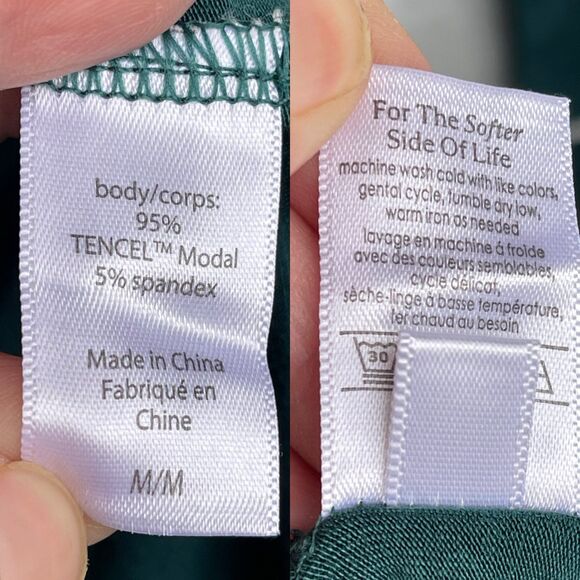 body/corps:
95%
TENCEL™ Modal
5% spandex
Made in China
Fabriqué en
Chine
M/M
For The Softer
Side Of Life
machine wash cold with like colors,
gental cycle, tumble dry low,
warm iron as needed
lavage en machine á froide
avec des couleurs semblables,
cycle délicat,
sèche-linge à basse température,
fer chaud au besoin
30